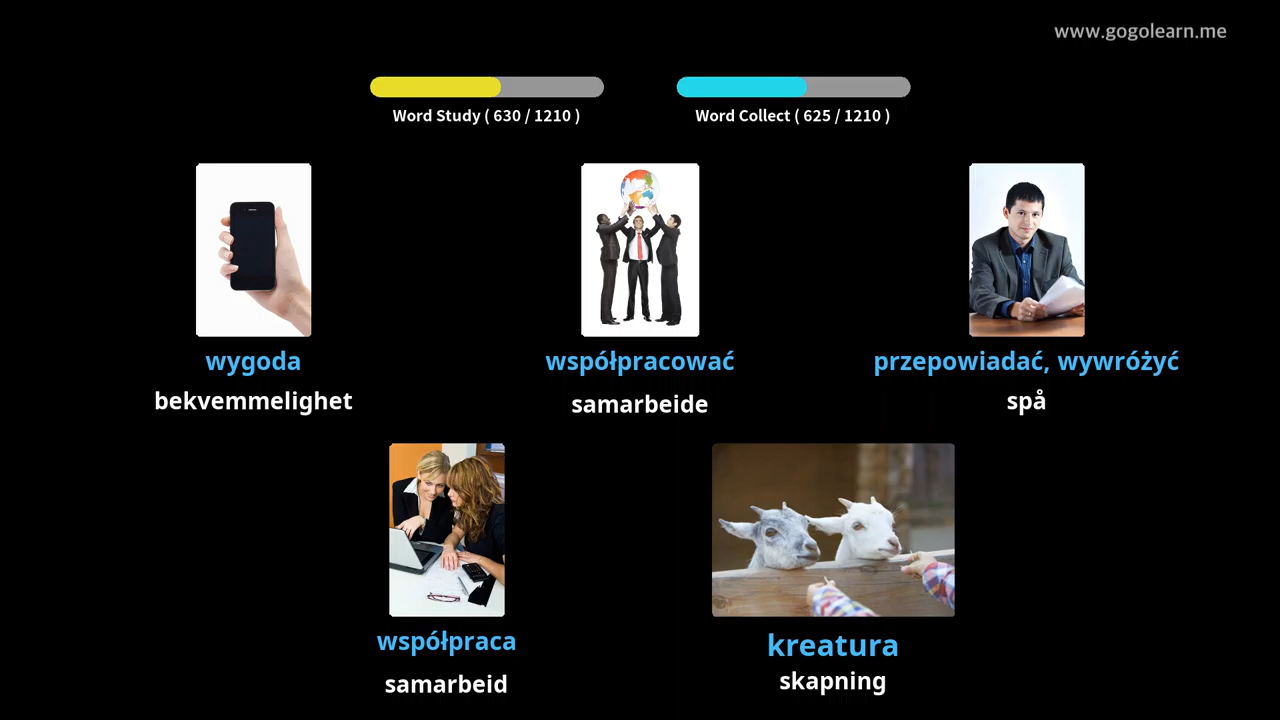 www.gogolearn.me
Word Study ( 630 / 1210 )
Word Collect ( 625 / 1210 )
wygoda
bekvemmelighet
współpracować
samarbeide
przepowiadać, wywróżyć
spå
współpraca
samarbeid
kreatura
skapning